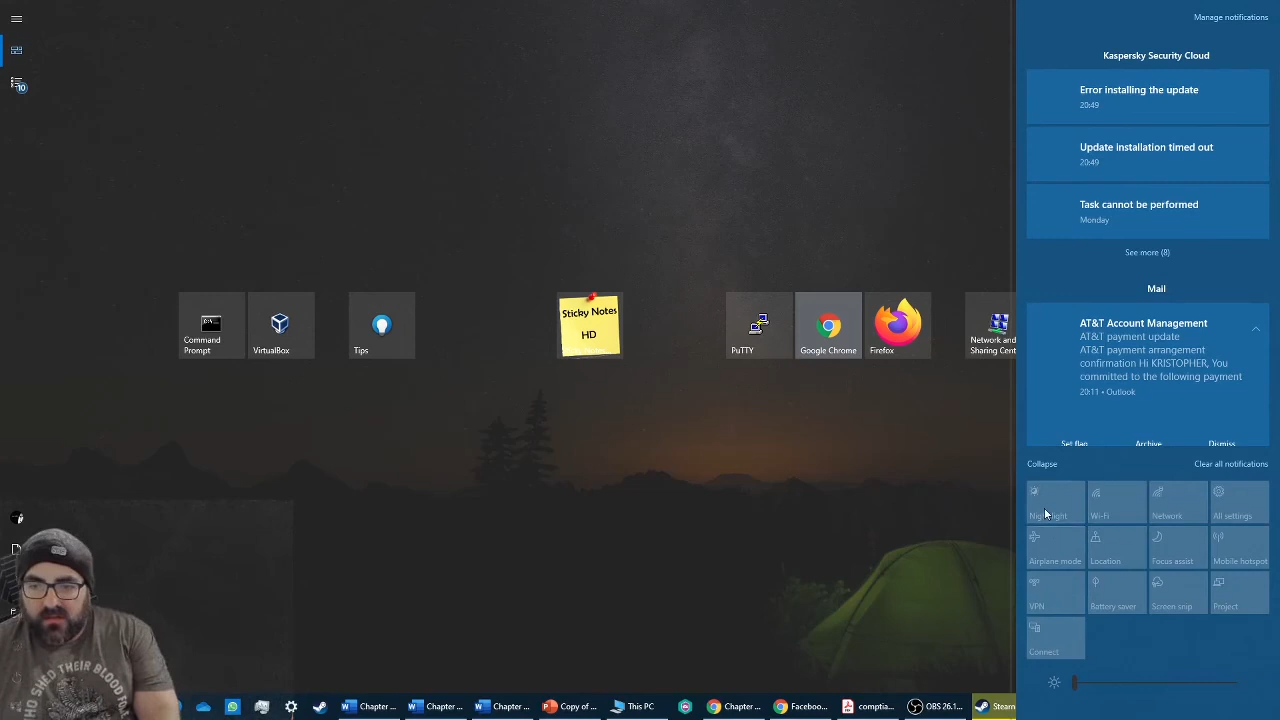 Manage notifications
Kaspersky Security Cloud
Error installing the update
20:49
Update installation timed out
20:49
Task cannot be performed
Monday
See more (8)
Mail
AT&T Account Management
AT&T payment update
AT&T payment arrangement
confirmation Hi KRISTOPHER, You
committed to the following payment
20:11 • Outlook
Set flag Archive Dismiss
Collapse Clear all notifications
Night light Wi-Fi Network All settings
Airplane mode Location Focus assist Mobile hotspot
VPN Battery saver Screen snip Project
Connect
10
Command
Prompt
VirtualBox
Tips
Sticky Notes
HD
PuTTY
Google Chrome
Firefox
Network and
Sharing Cent
WHO SHED THEIR BLOOD
Chapter ... Chapter ... Chapter ... Copy of ... This PC Chapter ... Faceboo... comptia... OBS 26.1... Steam